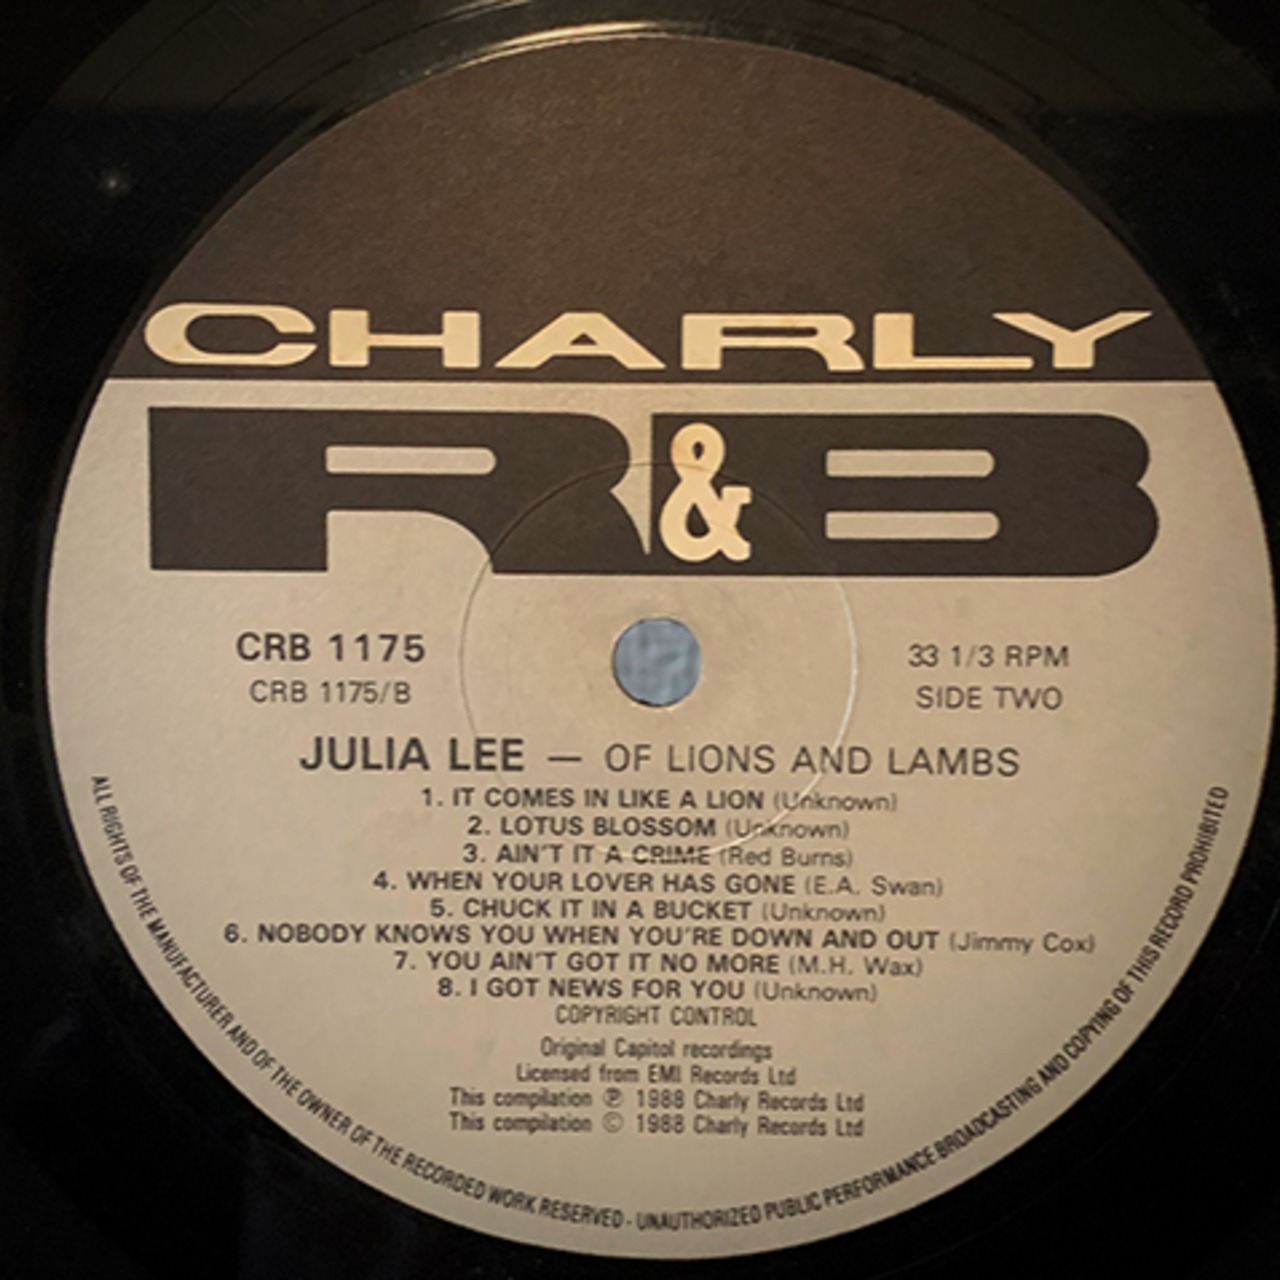 CHARLY
R&B
CRB 1175
CRB 1175/B
33 1/3 RPM
SIDE TWO
JULIA LEE — OF LIONS AND LAMBS
1. IT COMES IN LIKE A LION (Unknown)
2. LOTUS BLOSSOM (Unknown)
3. AIN'T IT A CRIME (Red Burns)
4. WHEN YOUR LOVER HAS GONE (E.A. Swan)
5. CHUCK IT IN A BUCKET (Unknown)
6. NOBODY KNOWS YOU WHEN YOU'RE DOWN AND OUT (Jimmy Cox)
7. YOU AIN'T GOT IT NO MORE (M.H. Wax)
8. I GOT NEWS FOR YOU (Unknown)
COPYRIGHT CONTROL
Original Capitol recordings
Licensed from EMI Records Ltd
This compilation ℗ 1988 Charly Records Ltd
This compilation © 1988 Charly Records Ltd
ALL RIGHTS OF THE MANUFACTURER AND OF THE OWNER OF THE RECORDED WORK RESERVED - UNAUTHORIZED PUBLIC PERFORMANCE BROADCASTING AND COPYING OF THIS RECORD PROHIBITED